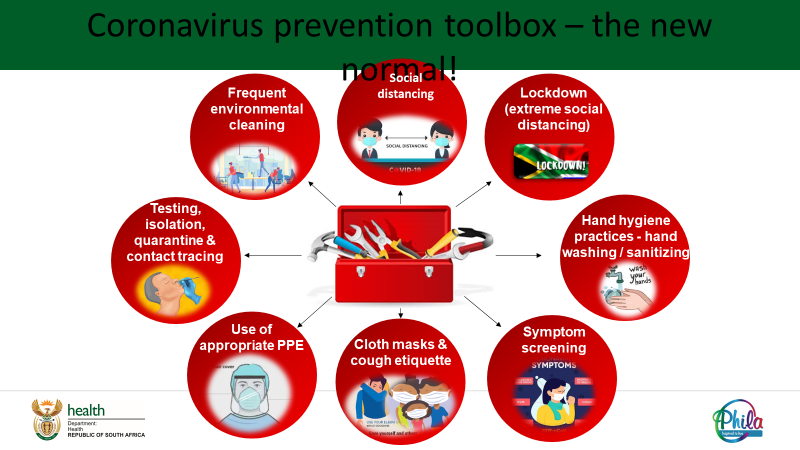 Coronavirus prevention toolbox – the new
normal!
Social
distancing
SOCIAL DISTANCING
COVID-19
Frequent
environmental
cleaning
Lockdown
(extreme social
distancing)
LOCKDOWN!
Testing,
isolation,
quarantine &
contact tracing
Hand hygiene
practices - hand
washing / sanitizing
wash
your
hands
Use of
appropriate PPE
cover
Cloth masks &
cough etiquette
Symptom
screening
SYMPTOMS
health
Department:
Health
REPUBLIC OF SOUTH AFRICA
Phila